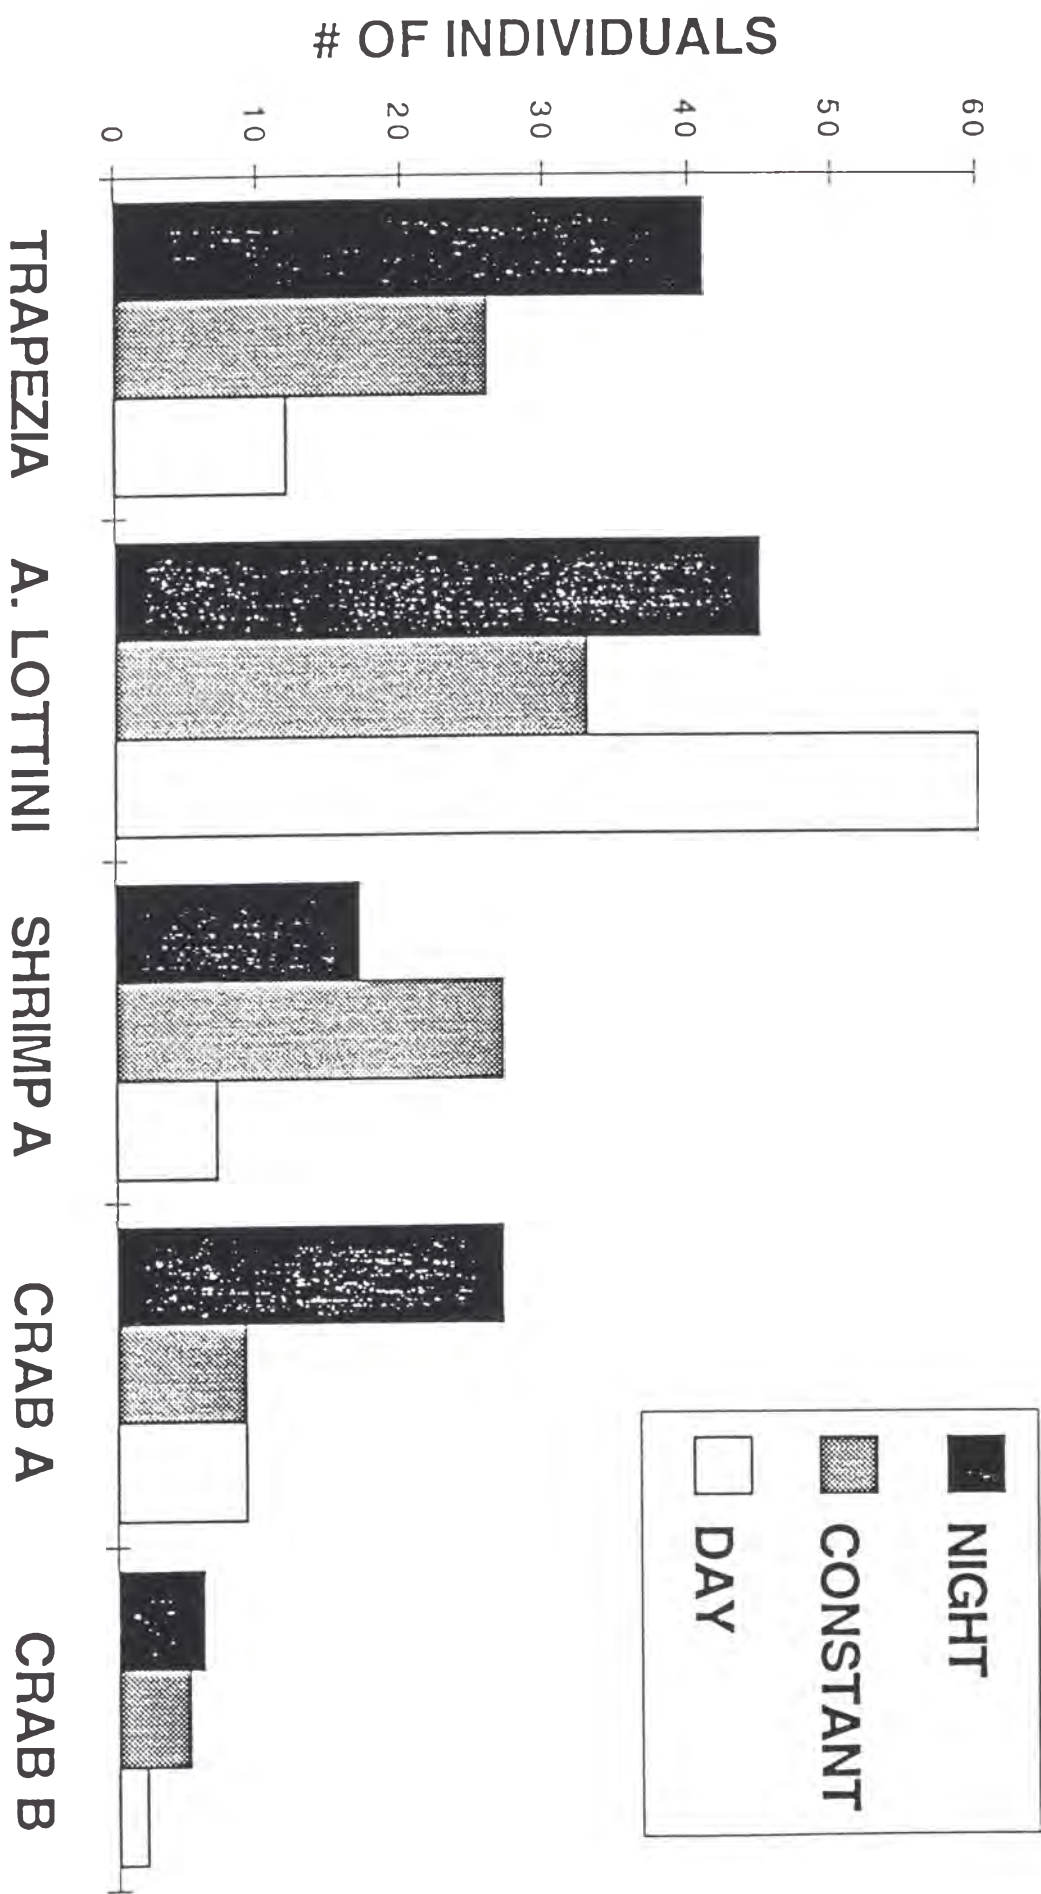 # OF INDIVIDUALS
60
50
40
30
20
10
0
TRAPEZIA
A. LOTTINI
SHRIMP A
CRAB A
CRAB B
NIGHT
CONSTANT
DAY